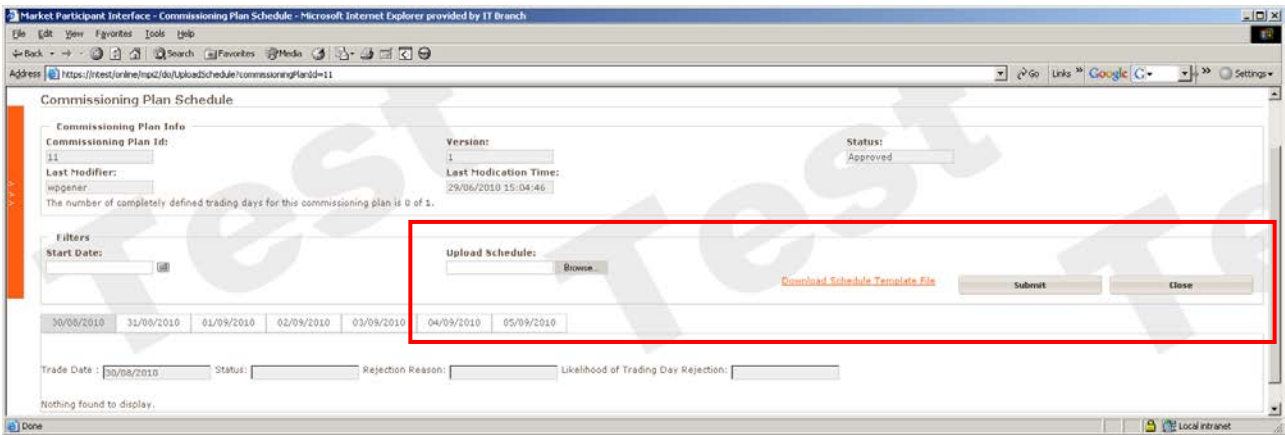 Market Participant Interface - Commissioning Plan Schedule - Microsoft Internet Explorer provided by IT Branch
File Edit View Favorites Tools Help
Back Search Favorites Media
Address https://ntest/online/mpi2/do/UploadSchedule?commissioningPlanId=11 Go Links » Google G » Settings
Commissioning Plan Schedule
Commissioning Plan Info
Commissioning Plan Id: Version: Status:
11 1 Approved
Last Modifier: Last Modication Time:
wpgener 29/06/2010 15:04:46
The number of completely defined trading days for this commissioning plan is 0 of 1.
Filters
Start Date: Upload Schedule:
Browse...
Download Schedule Template File Submit Close
30/08/2010 31/08/2010 01/09/2010 02/09/2010 03/09/2010 04/09/2010 05/09/2010
Trade Date : 30/08/2010 Status: Rejection Reason: Likelihood of Trading Day Rejection:
Nothing found to display.
Done Local intranet
Test Test Test